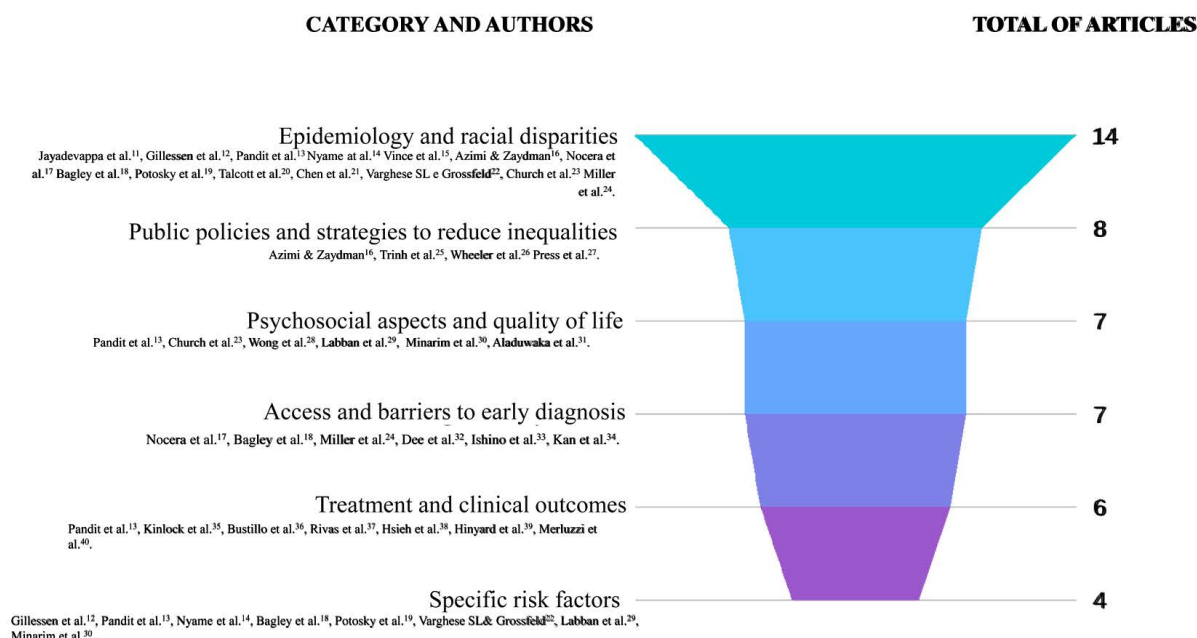 CATEGORY AND AUTHORS
TOTAL OF ARTICLES
Epidemiology and racial disparities
14
Jayadevappa et al.¹¹, Gillessen et al.¹², Pandit et al.¹³ Nyame at al.¹⁴ Vince et al.¹⁵, Azimi & Zaydman¹⁶, Nocera et
al.¹⁷ Bagley et al.¹⁸, Potosky et al.¹⁹, Talcott et al.²⁰, Chen et al.²¹, Varghese SL e Grossfeld²², Church et al.²³ Miller
et al.²⁴.
Public policies and strategies to reduce inequalities
8
Azimi & Zaydman¹⁶, Trinh et al.²⁵, Wheeler et al.²⁶ Press et al.²⁷.
Psychosocial aspects and quality of life
7
Pandit et al.¹³, Church et al.²³, Wong et al.²⁸, Labban et al.²⁹, Minarim et al.³⁰, Aladuwaka et al.³¹.
Access and barriers to early diagnosis
7
Nocera et al.¹⁷, Bagley et al.¹⁸, Miller et al.²⁴, Dee et al.³², Ishino et al.³³, Kan et al.³⁴.
Treatment and clinical outcomes
6
Pandit et al.¹³, Kinlock et al.³⁵, Bustillo et al.³⁶, Rivas et al.³⁷, Hsieh et al.³⁸, Hinyard et al.³⁹, Merluzzi et
al.⁴⁰.
Specific risk factors
4
Gillessen et al.¹², Pandit et al.¹³, Nyame et al.¹⁴, Bagley et al.¹⁸, Potosky et al.¹⁹, Varghese SL& Grossfeld²², Labban et al.²⁹,
Minarim et al.³⁰